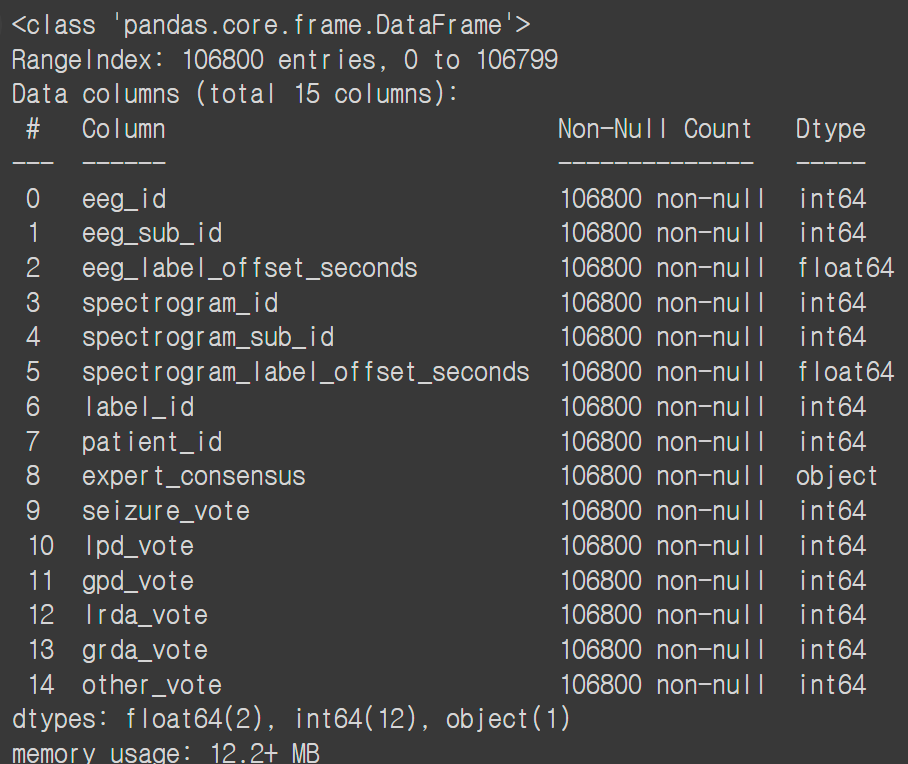 <class 'pandas.core.frame.DataFrame'>
RangeIndex: 106800 entries, 0 to 106799
Data columns (total 15 columns):
 #   Column                            Non-Null Count   Dtype
---  ------                            --------------   -----
 0   eeg_id                            106800 non-null  int64
 1   eeg_sub_id                        106800 non-null  int64
 2   eeg_label_offset_seconds          106800 non-null  float64
 3   spectrogram_id                    106800 non-null  int64
 4   spectrogram_sub_id                106800 non-null  int64
 5   spectrogram_label_offset_seconds  106800 non-null  float64
 6   label_id                          106800 non-null  int64
 7   patient_id                        106800 non-null  int64
 8   expert_consensus                  106800 non-null  object
 9   seizure_vote                      106800 non-null  int64
 10  lpd_vote                          106800 non-null  int64
 11  gpd_vote                          106800 non-null  int64
 12  lrda_vote                         106800 non-null  int64
 13  grda_vote                         106800 non-null  int64
 14  other_vote                        106800 non-null  int64
dtypes: float64(2), int64(12), object(1)
memory usage: 12.2+ MB